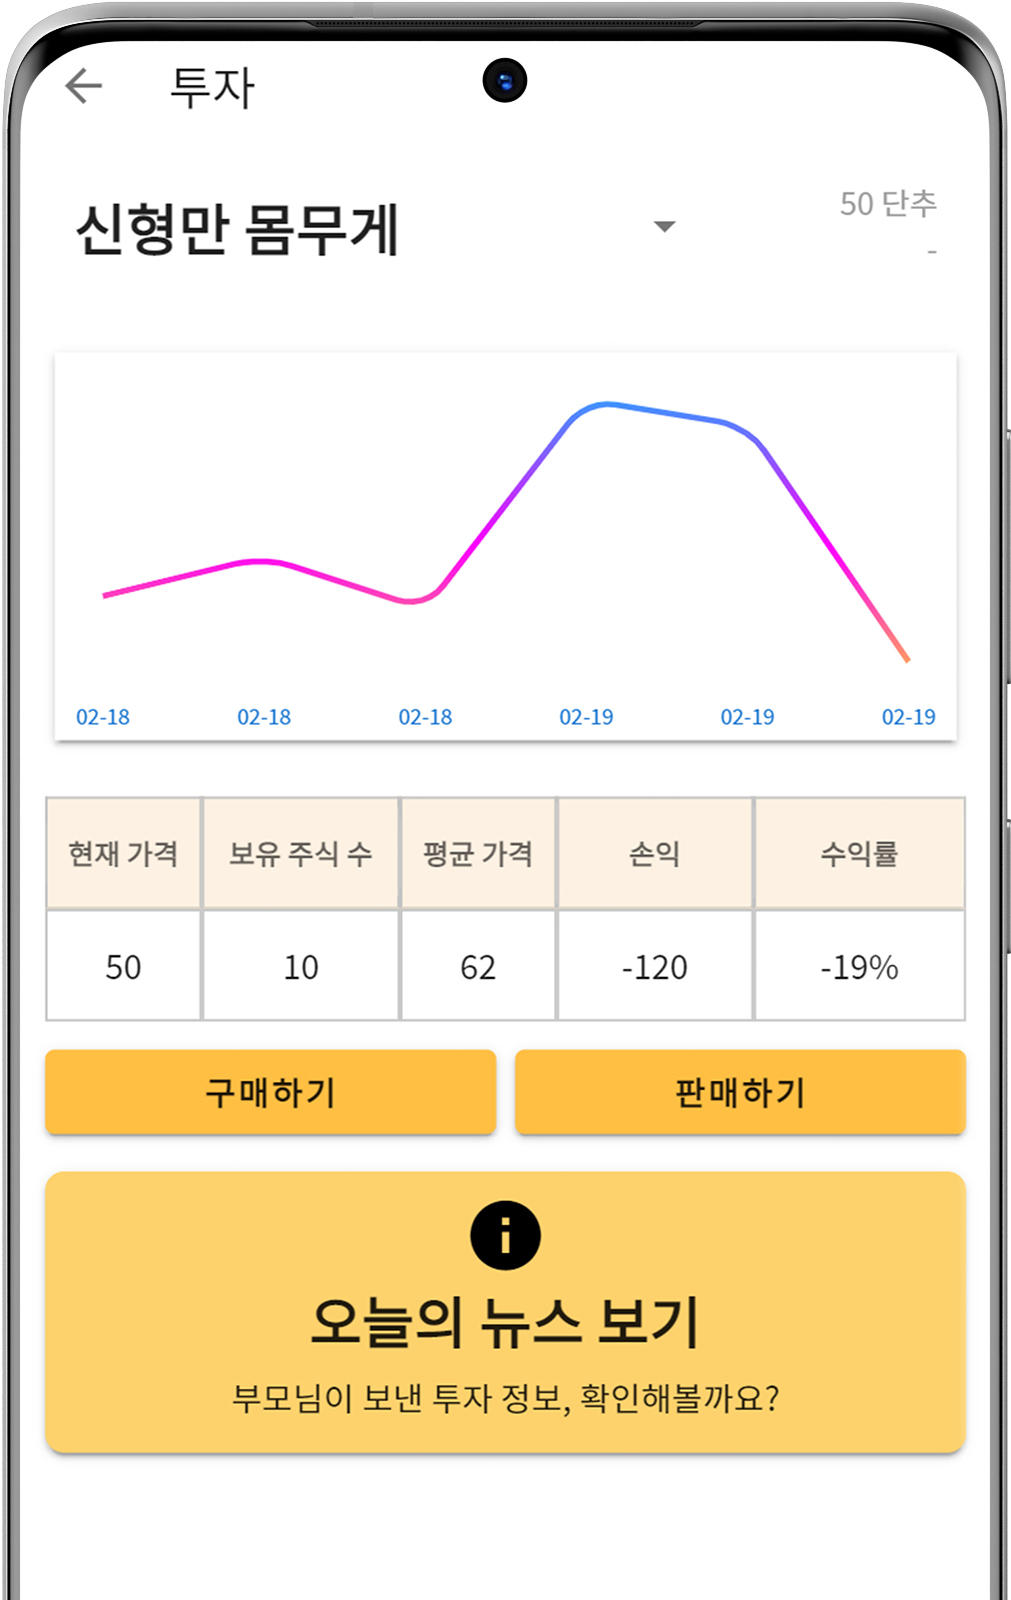 투자
신형만 몸무게
50 단추
-
02-18 02-18 02-18 02-19 02-19 02-19
현재 가격 보유 주식 수 평균 가격 손익 수익률
50 10 62 -120 -19%
구매하기 판매하기
오늘의 뉴스 보기
부모님이 보낸 투자 정보, 확인해볼까요?